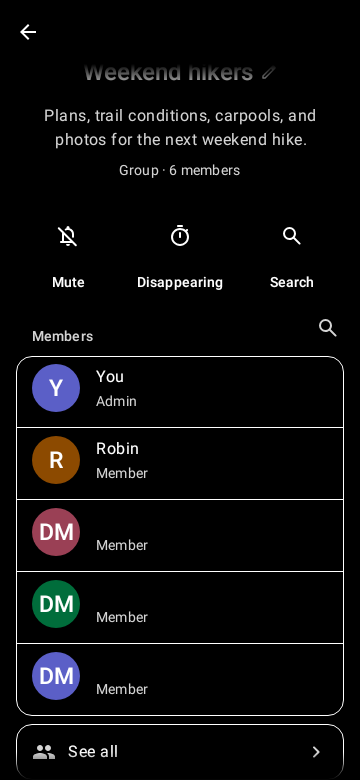 Weekend hikers
Plans, trail conditions, carpools, and
photos for the next weekend hike.
Group · 6 members
Mute
Disappearing
Search
Members
Y
You
Admin
R
Robin
Member
DM
Member
DM
Member
DM
Member
See all